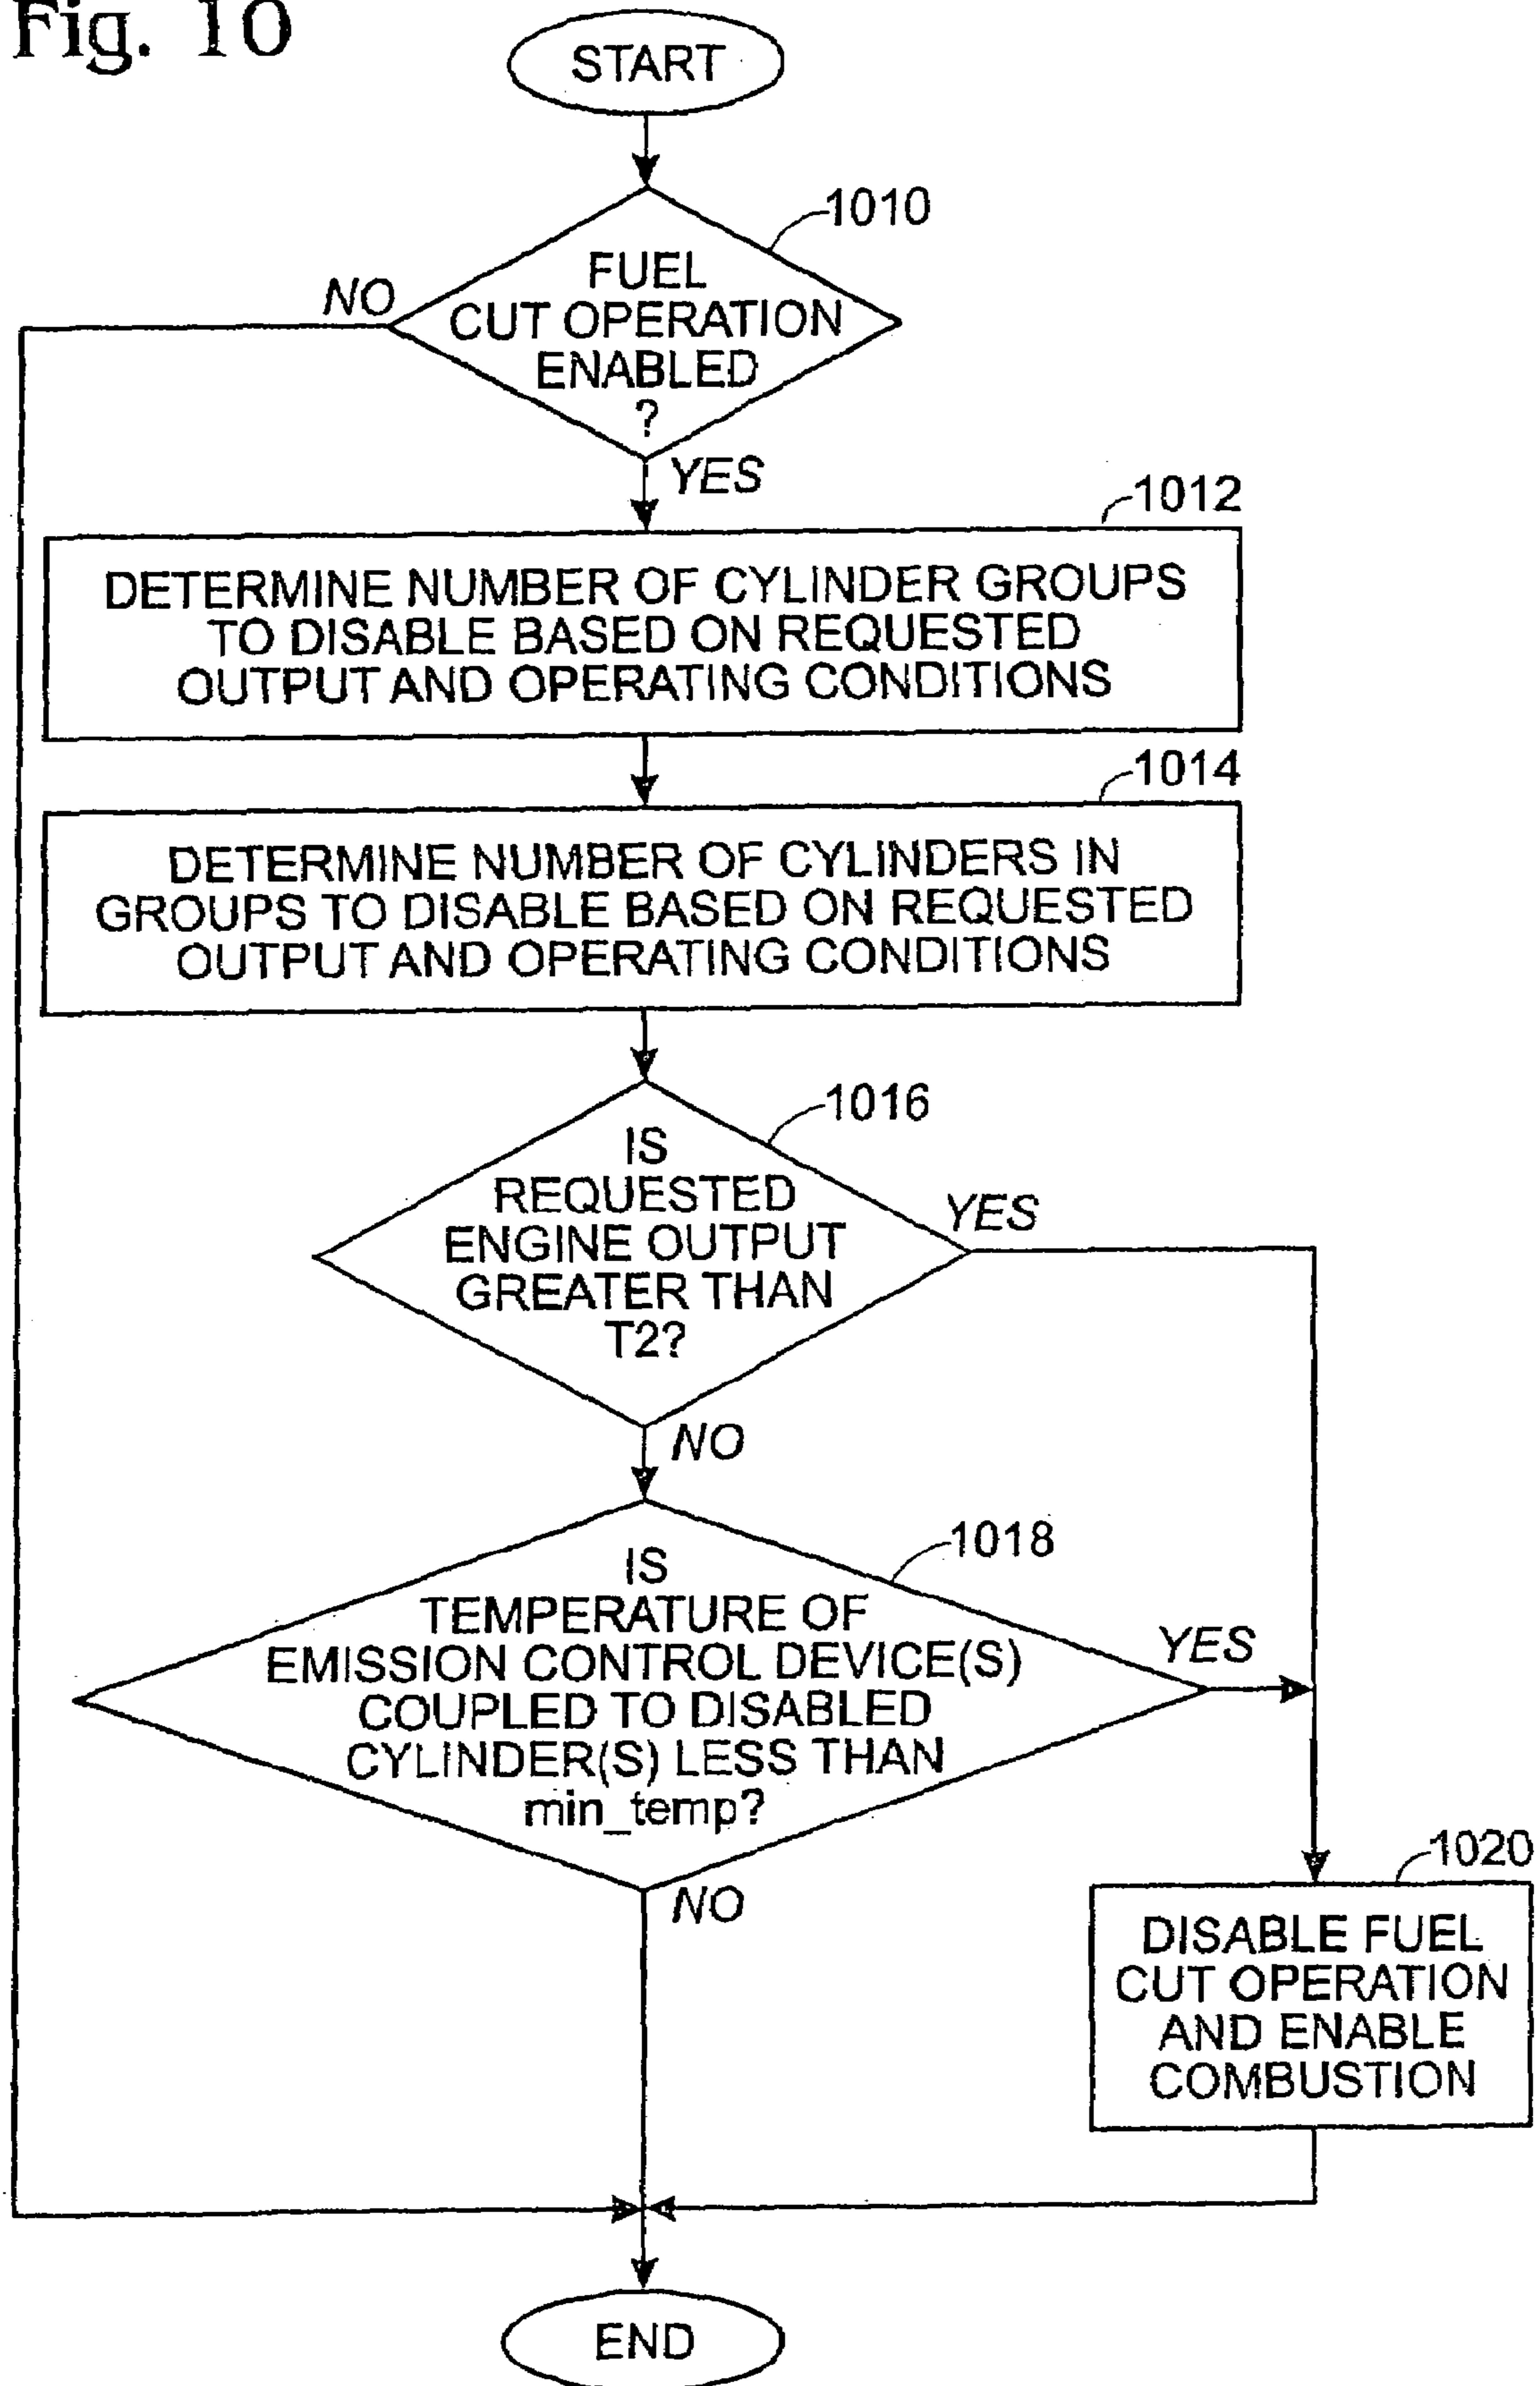 Fig. 10
START
1010
FUEL
CUT OPERATION
ENABLED
?
NO
YES
1012
DETERMINE NUMBER OF CYLINDER GROUPS
TO DISABLE BASED ON REQUESTED
OUTPUT AND OPERATING CONDITIONS
1014
DETERMINE NUMBER OF CYLINDERS IN
GROUPS TO DISABLE BASED ON REQUESTED
OUTPUT AND OPERATING CONDITIONS
1016
IS
REQUESTED
ENGINE OUTPUT
GREATER THAN
T2?
YES
NO
1018
IS
TEMPERATURE OF
EMISSION CONTROL DEVICE(S)
COUPLED TO DISABLED
CYLINDER(S) LESS THAN
min_temp?
YES
NO
1020
DISABLE FUEL
CUT OPERATION
AND ENABLE
COMBUSTION
END